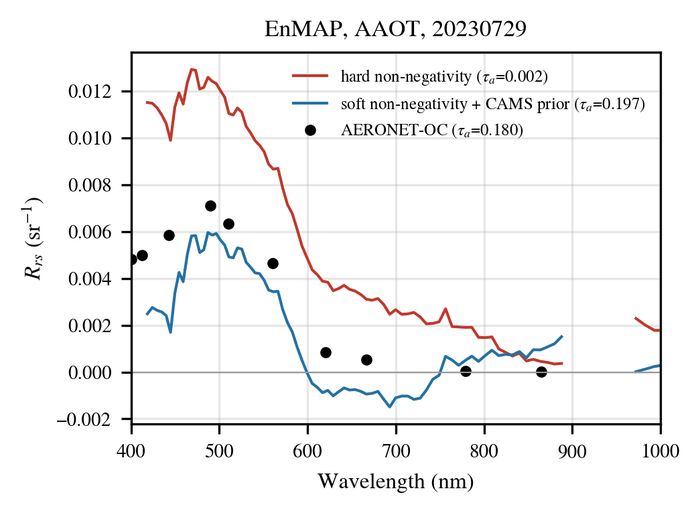 EnMAP, AAOT, 20230729
hard non-negativity (τₐ=0.002)
soft non-negativity + CAMS prior (τₐ=0.197)
AERONET-OC (τₐ=0.180)
0.012
0.010
0.008
0.006
0.004
0.002
0.000
−0.002
R_rs (sr⁻¹)
400 500 600 700 800 900 1000
Wavelength (nm)